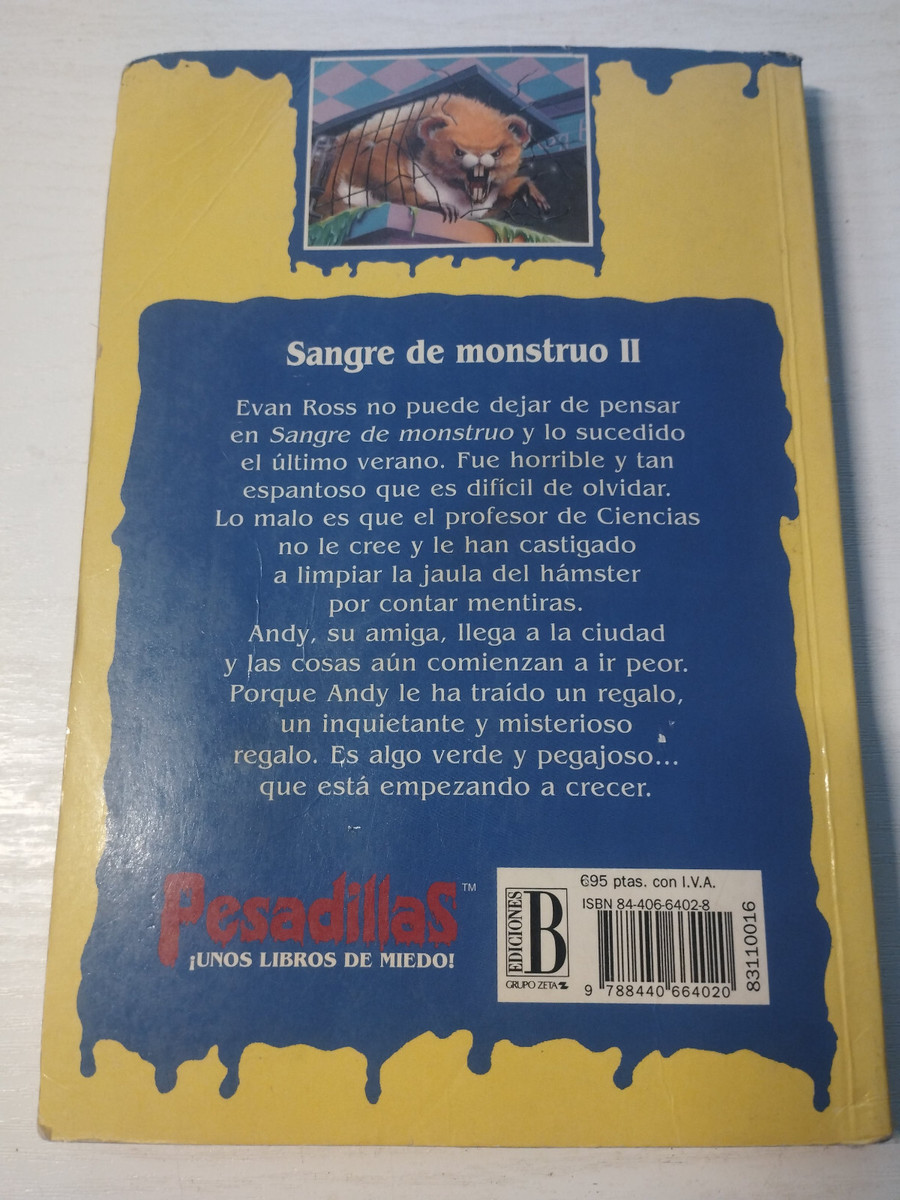 Sangre de monstruo II
Evan Ross no puede dejar de pensar
en Sangre de monstruo y lo sucedido
el último verano. Fue horrible y tan
espantoso que es difícil de olvidar.
Lo malo es que el profesor de Ciencias
no le cree y le han castigado
a limpiar la jaula del hámster
por contar mentiras.
Andy, su amiga, llega a la ciudad
y las cosas aún comienzan a ir peor.
Porque Andy le ha traído un regalo,
un inquietante y misterioso
regalo. Es algo verde y pegajoso...
que está empezando a crecer.
Pesadillas™
¡UNOS LIBROS DE MIEDO!
EDICIONES
B
GRUPO ZETA
695 ptas. con I.V.A.
ISBN 84-406-6402-8
9 788440 664020
83110016